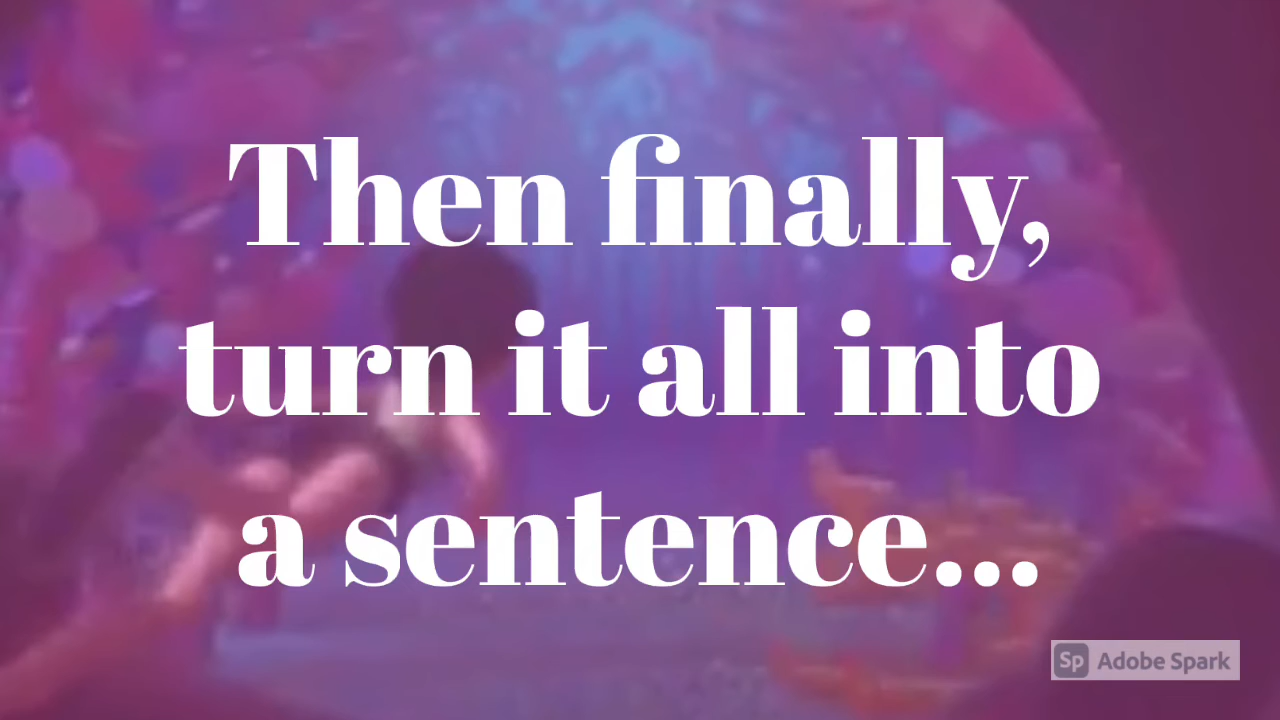 Then finally,
turn it all into
a sentence...
Sp Adobe Spark